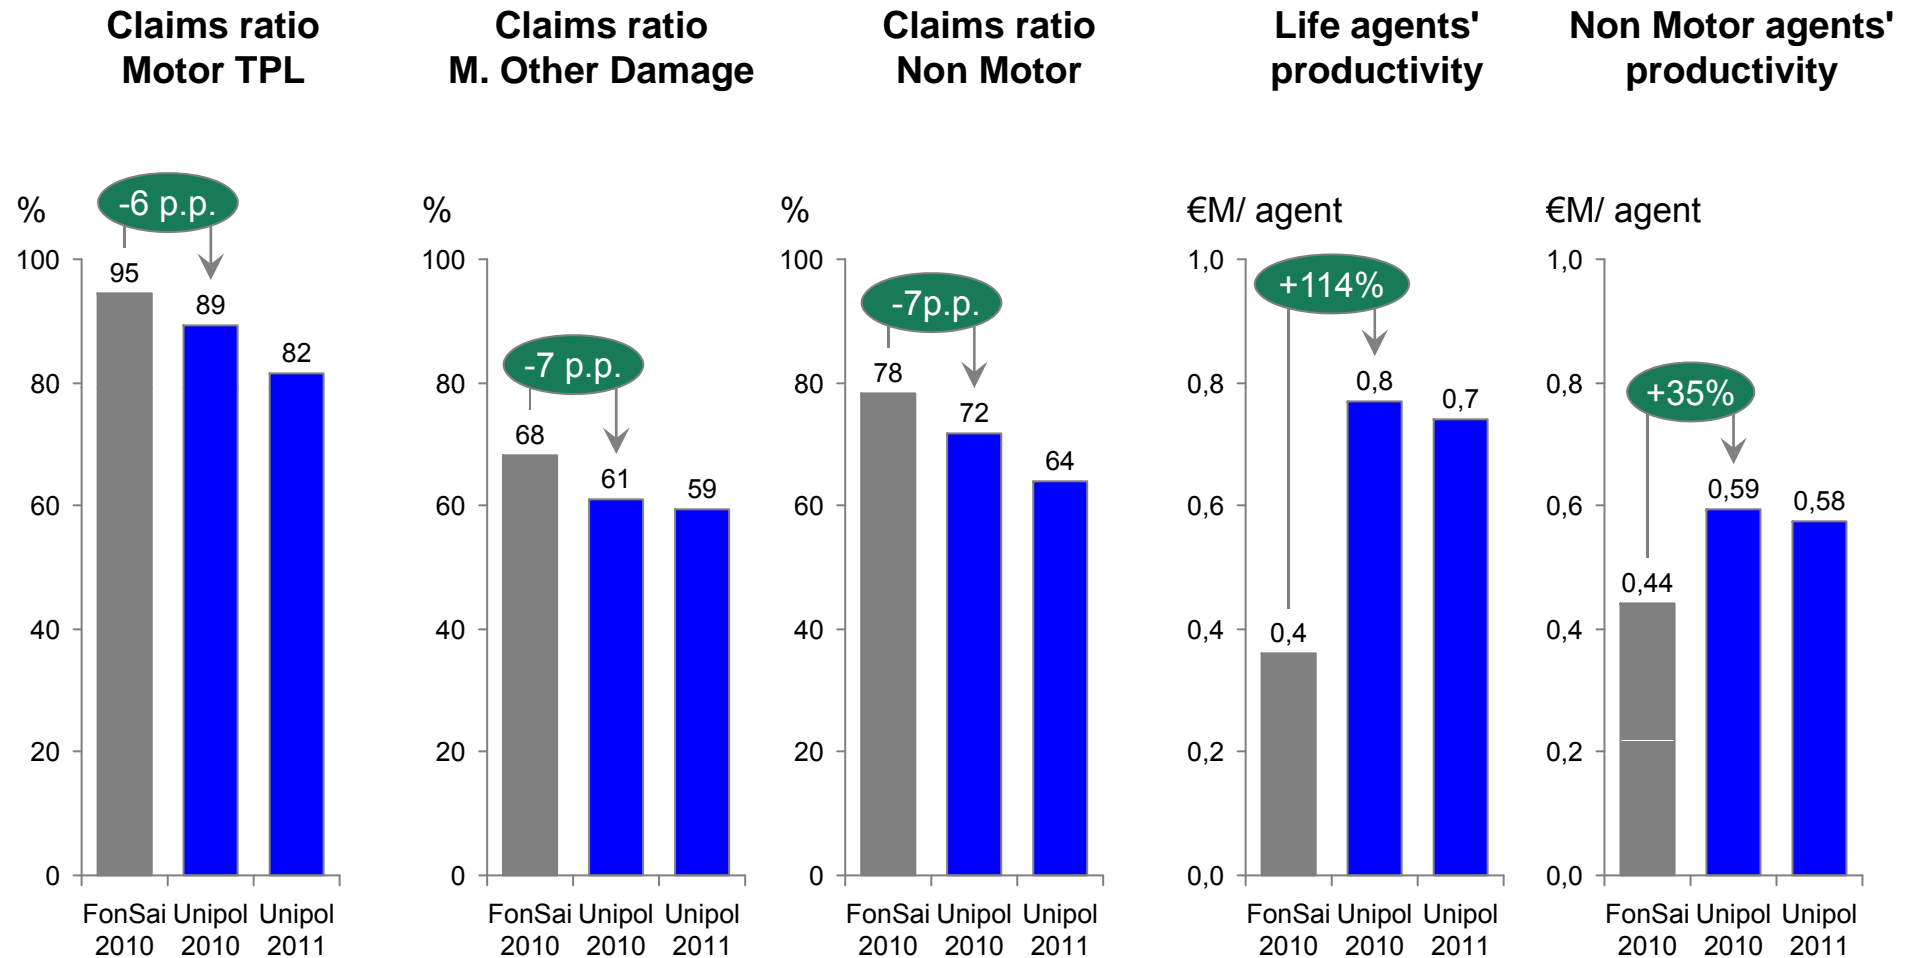 Claims ratio
Motor TPL
%
-6 p.p.
100
80
60
40
20
0
95
89
82
FonSai Unipol Unipol
2010 2010 2011
Claims ratio
M. Other Damage
%
-7 p.p.
100
80
60
40
20
0
68
61
59
FonSai Unipol Unipol
2010 2010 2011
Claims ratio
Non Motor
%
-7p.p.
100
80
60
40
20
0
78
72
64
FonSai Unipol Unipol
2010 2010 2011
Life agents'
productivity
€M/ agent
+114%
1,0
0,8
0,6
0,4
0,2
0,0
0,4
0,8
0,7
FonSai Unipol Unipol
2010 2010 2011
Non Motor agents'
productivity
€M/ agent
+35%
1,0
0,8
0,6
0,4
0,2
0,0
0,44
0,59
0,58
FonSai Unipol Unipol
2010 2010 2011